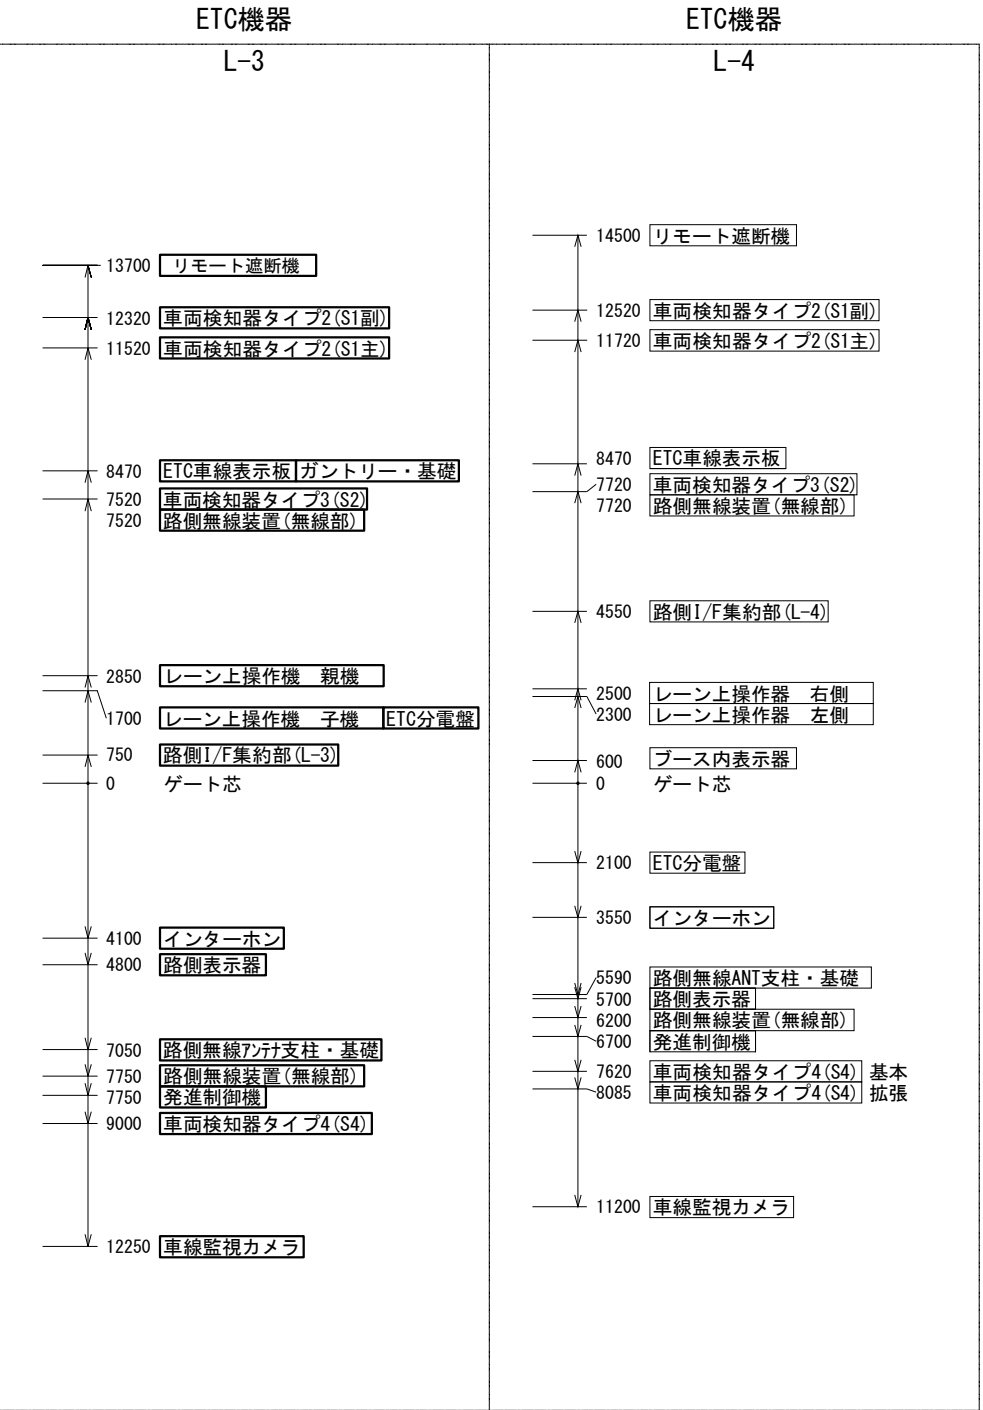 ETC機器
L-3
13700 リモート遮断機
12320 車両検知器タイプ2(S1副)
11520 車両検知器タイプ2(S1主)
8470 ETC車線表示板 ガントリー・基礎
7520 車両検知器タイプ3(S2)
7520 路側無線装置(無線部)
2850 レーン上操作機 親機
1700 レーン上操作機 子機 ETC分電盤
750 路側I/F集約部(L-3)
0 ゲート芯
4100 インターホン
4800 路側表示器
7050 路側無線ｱﾝﾃﾅ支柱・基礎
7750 路側無線装置(無線部)
7750 発進制御機
9000 車両検知器タイプ4(S4)
12250 車線監視カメラ
ETC機器
L-4
14500 リモート遮断機
12520 車両検知器タイプ2(S1副)
11720 車両検知器タイプ2(S1主)
8470 ETC車線表示板
7720 車両検知器タイプ3(S2)
7720 路側無線装置(無線部)
4550 路側I/F集約部(L-4)
2500 レーン上操作器 右側
2300 レーン上操作器 左側
600 ブース内表示器
0 ゲート芯
2100 ETC分電盤
3550 インターホン
5590 路側無線ANT支柱・基礎
5700 路側表示器
6200 路側無線装置(無線部)
6700 発進制御機
7620 車両検知器タイプ4(S4) 基本
8085 車両検知器タイプ4(S4) 拡張
11200 車線監視カメラ